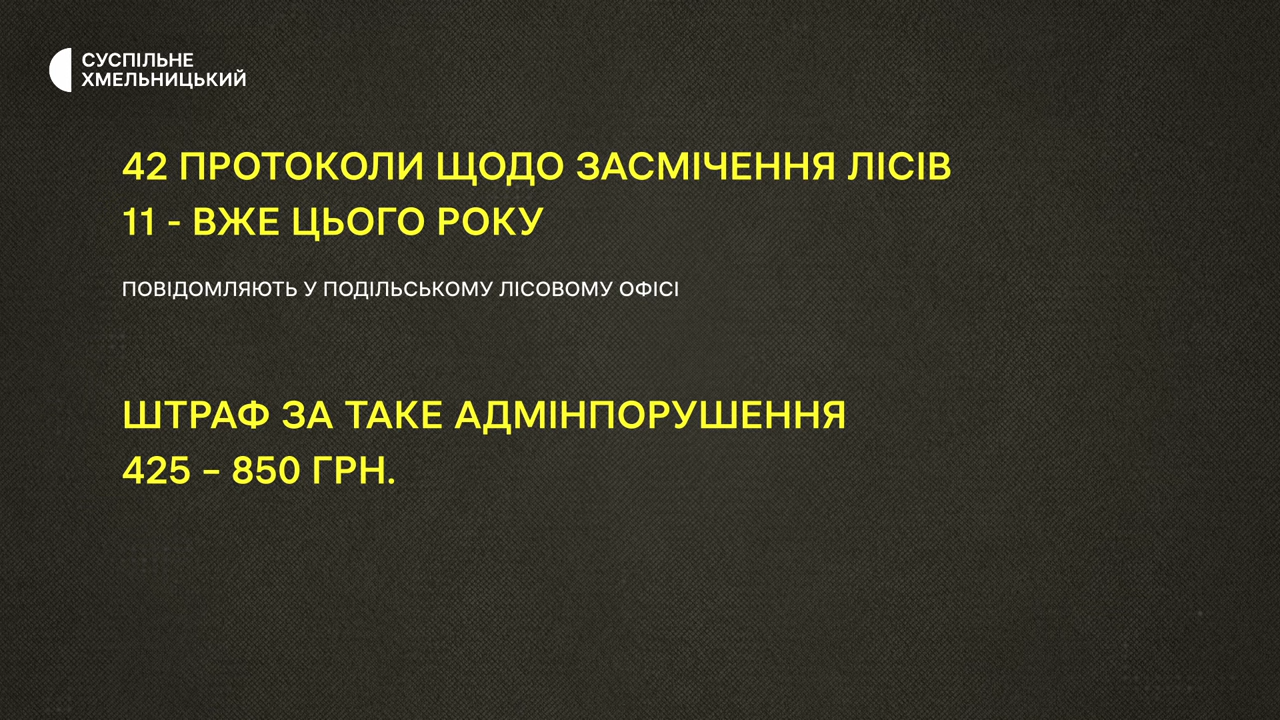 СУСПІЛЬНЕ
ХМЕЛЬНИЦЬКИЙ
42 ПРОТОКОЛИ ЩОДО ЗАСМІЧЕННЯ ЛІСІВ
11 - ВЖЕ ЦЬОГО РОКУ
ПОВІДОМЛЯЮТЬ У ПОДІЛЬСЬКОМУ ЛІСОВОМУ ОФІСІ
ШТРАФ ЗА ТАКЕ АДМІНПОРУШЕННЯ
425 – 850 ГРН.